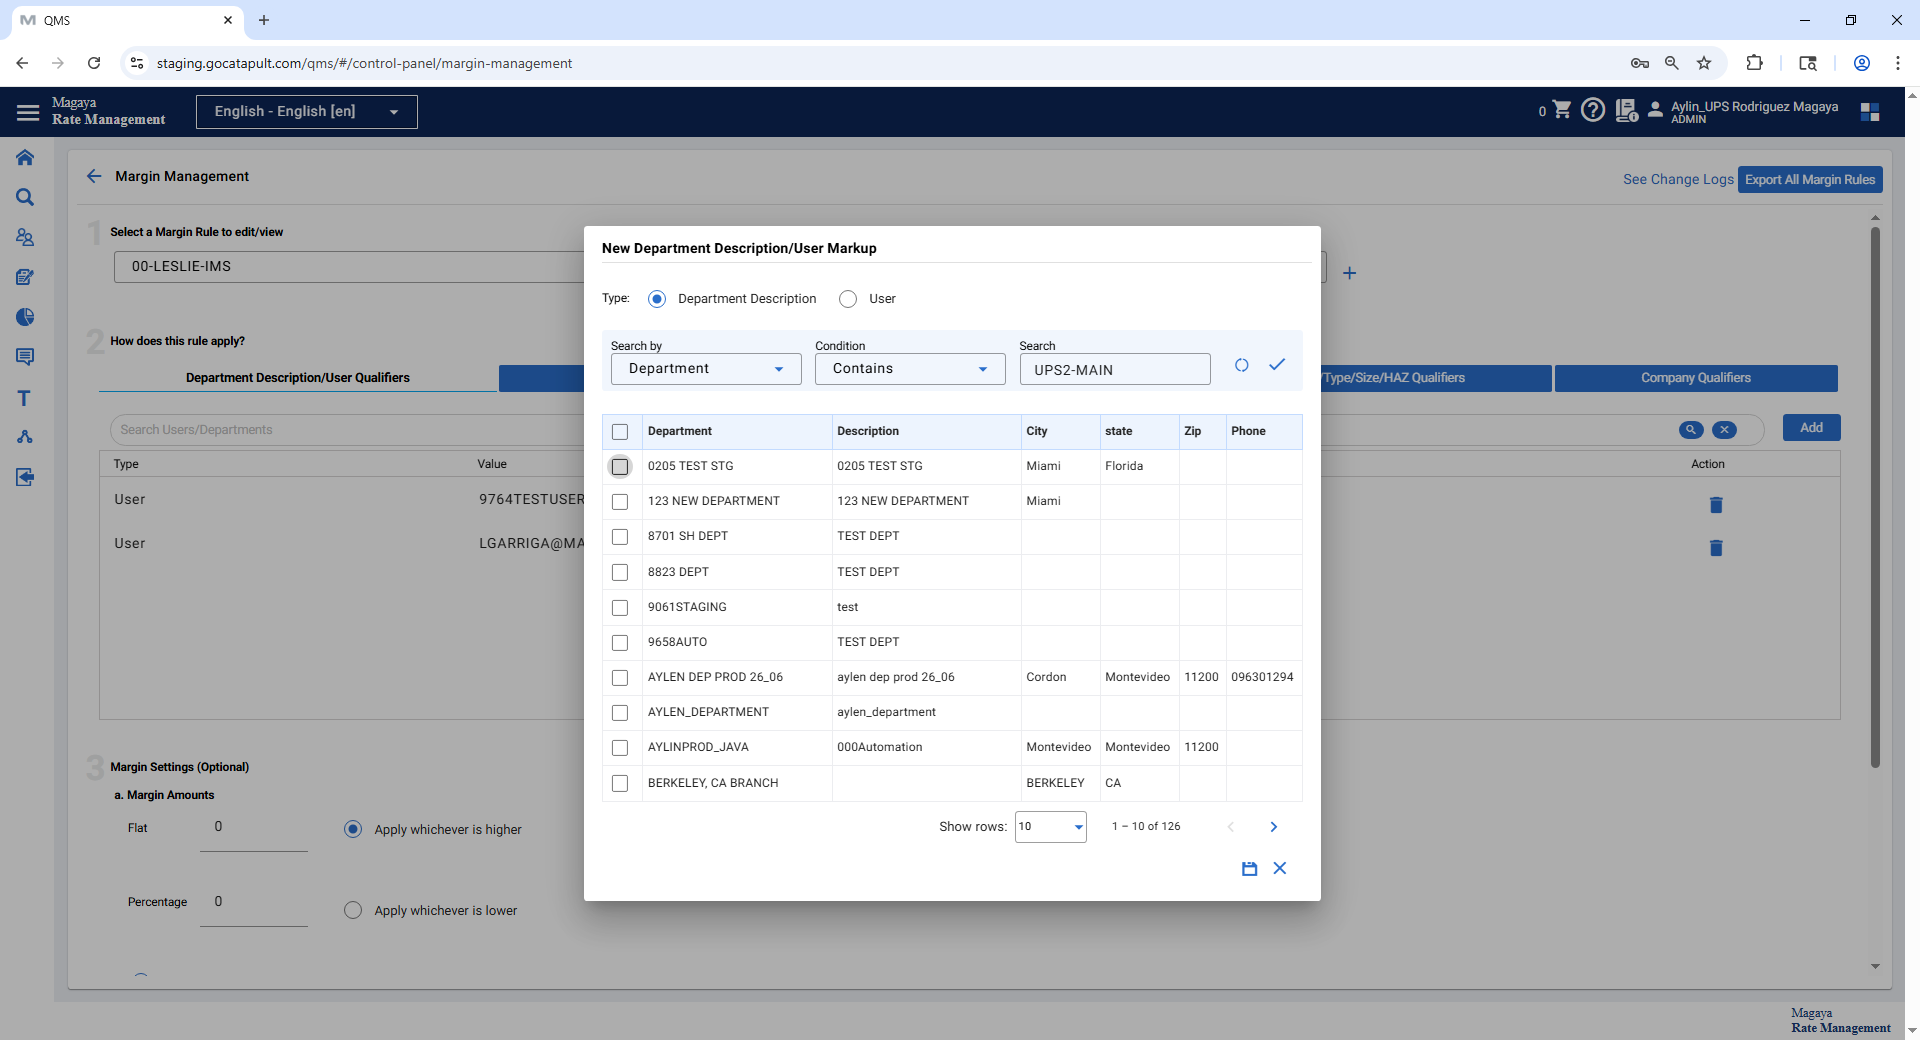 QMS
staging.gocatapult.com/qms/#/control-panel/margin-management
Magaya
Rate Management
English - English [en]
0
Aylin_UPS Rodriguez Magaya
ADMIN
Margin Management
See Change Logs
Export All Margin Rules
1
Select a Margin Rule to edit/view
00-LESLIE-IMS
2
How does this rule apply?
Department Description/User Qualifiers
/Type/Size/HAZ Qualifiers
Company Qualifiers
Search Users/Departments
Add
Type
Value
Action
User
9764TESTUSER
User
LGARRIGA@MA
3
Margin Settings (Optional)
a. Margin Amounts
Flat
0
Apply whichever is higher
Percentage
0
Apply whichever is lower
New Department Description/User Markup
Type:
Department Description
User
Search by
Condition
Search
Department
Contains
UPS2-MAIN
Department Description City state Zip Phone
0205 TEST STG 0205 TEST STG Miami Florida
123 NEW DEPARTMENT 123 NEW DEPARTMENT Miami
8701 SH DEPT TEST DEPT
8823 DEPT TEST DEPT
9061STAGING test
9658AUTO TEST DEPT
AYLEN DEP PROD 26_06 aylen dep prod 26_06 Cordon Montevideo 11200 096301294
AYLEN_DEPARTMENT aylen_department
AYLINPROD_JAVA 000Automation Montevideo Montevideo 11200
BERKELEY, CA BRANCH BERKELEY CA
Show rows: 10 1 – 10 of 126
Magaya
Rate Management